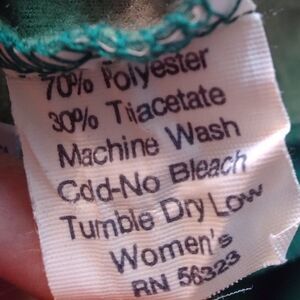 70% Polyester
30% Triacetate
Machine Wash
Cold-No Bleach
Tumble Dry Low
Women's
RN 56323